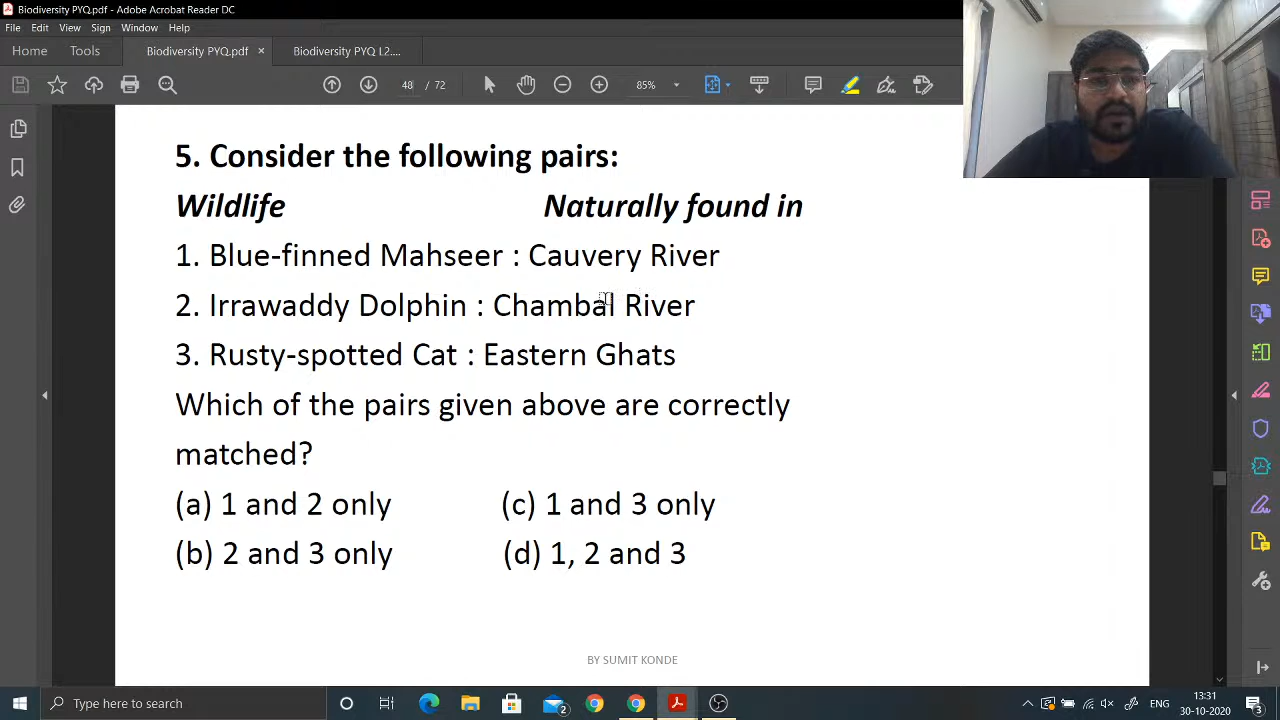 Biodiversity PYQ.pdf - Adobe Acrobat Reader DC
File Edit View Sign Window Help
Home Tools Biodiversity PYQ.pdf × Biodiversity PYQ L2....
48 / 72 85%
5. Consider the following pairs:
Wildlife Naturally found in
1. Blue-finned Mahseer : Cauvery River
2. Irrawaddy Dolphin : Chambal River
3. Rusty-spotted Cat : Eastern Ghats
Which of the pairs given above are correctly
matched?
(a) 1 and 2 only (c) 1 and 3 only
(b) 2 and 3 only (d) 1, 2 and 3
BY SUMIT KONDE
Type here to search 2 ENG 13:31
30-10-2020 3